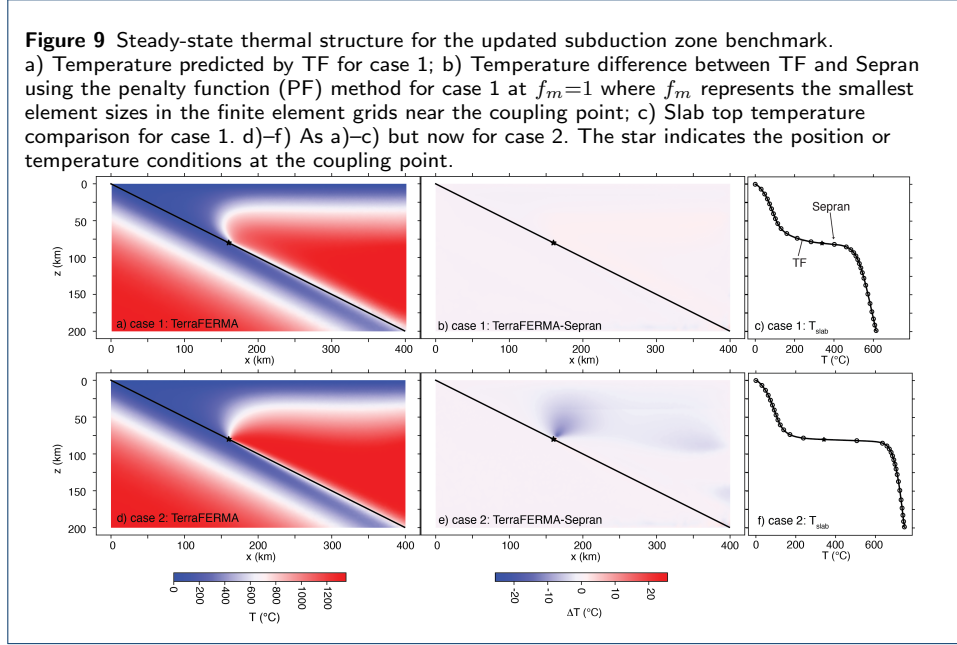 Figure 9 Steady-state thermal structure for the updated subduction zone benchmark.
a) Temperature predicted by TF for case 1; b) Temperature difference between TF and Sepran
using the penalty function (PF) method for case 1 at fm=1 where fm represents the smallest
element sizes in the finite element grids near the coupling point; c) Slab top temperature
comparison for case 1. d)–f) As a)–c) but now for case 2. The star indicates the position or
temperature conditions at the coupling point.
0
50
100
150
200
z (km)
a) case 1: TerraFERMA
0 100 200 300 400
x (km)
b) case 1: TerraFERMA-Sepran
0 100 200 300 400
x (km)
Sepran
TF
c) case 1: Tslab
0 200 400 600
T (°C)
0
50
100
150
200
z (km)
d) case 2: TerraFERMA
0 100 200 300 400
x (km)
e) case 2: TerraFERMA-Sepran
0 100 200 300 400
x (km)
f) case 2: Tslab
0 200 400 600
T (°C)
0 200 400 600 800 1000 1200
T (°C)
-20 -10 0 10 20
ΔT (°C)